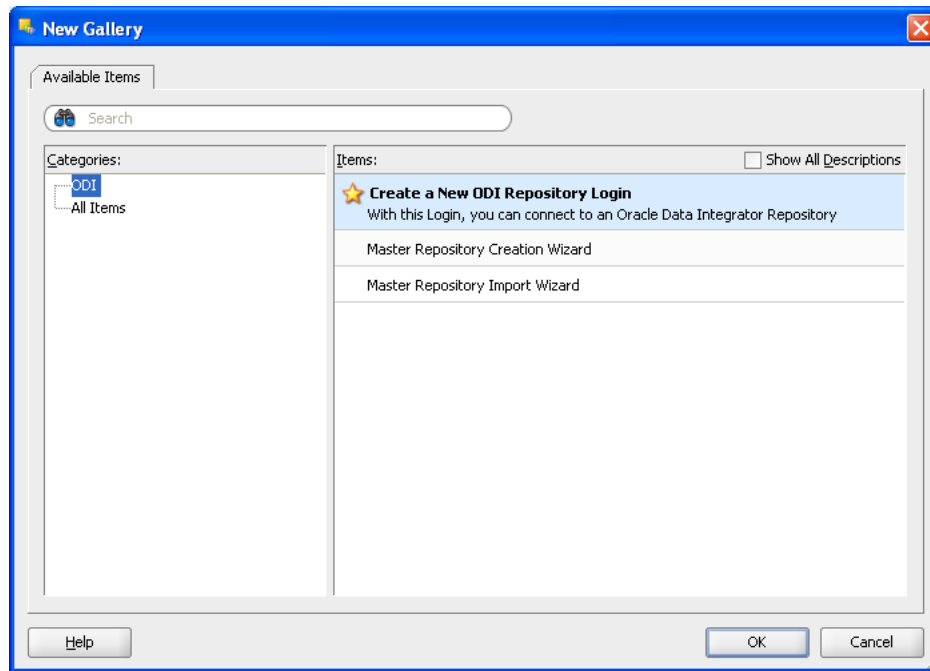 New Gallery
Available Items
Search
Categories:
ODI
All Items
Items:
Show All Descriptions
Create a New ODI Repository Login
With this Login, you can connect to an Oracle Data Integrator Repository
Master Repository Creation Wizard
Master Repository Import Wizard
Help
OK
Cancel